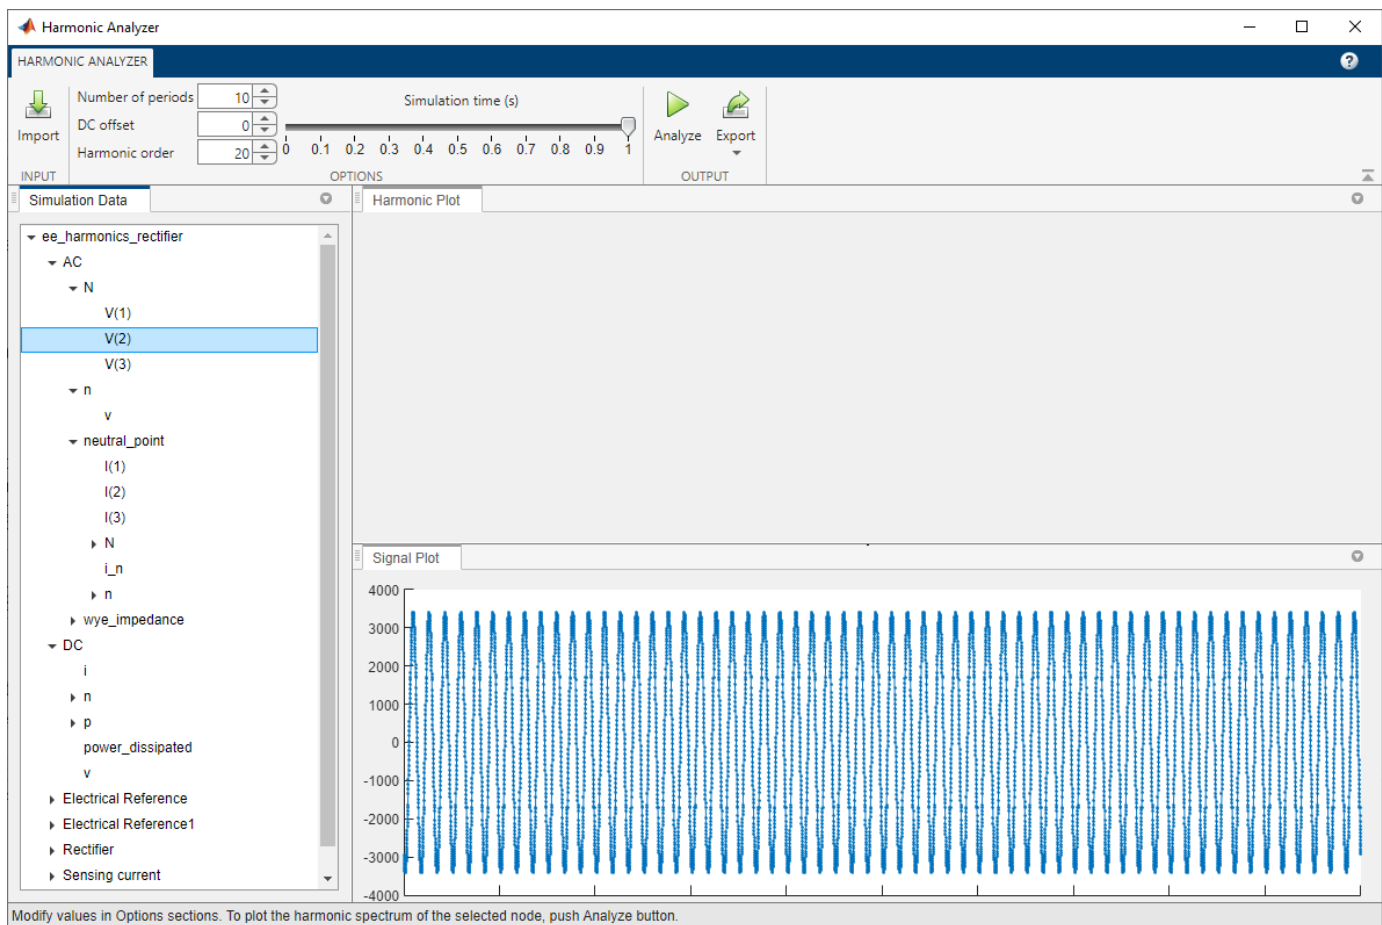 Harmonic Analyzer
HARMONIC ANALYZER
Import
Number of periods 10
DC offset 0
Harmonic order 20
Simulation time (s)
0 0.1 0.2 0.3 0.4 0.5 0.6 0.7 0.8 0.9 1
Analyze Export
INPUT OPTIONS OUTPUT
Simulation Data
ee_harmonics_rectifier
AC
N
V(1)
V(2)
V(3)
n
v
neutral_point
I(1)
I(2)
I(3)
N
i_n
n
wye_impedance
DC
i
n
p
power_dissipated
v
Electrical Reference
Electrical Reference1
Rectifier
Sensing current
Harmonic Plot
Signal Plot
4000
3000
2000
1000
0
-1000
-2000
-3000
-4000
Modify values in Options sections. To plot the harmonic spectrum of the selected node, push Analyze button.